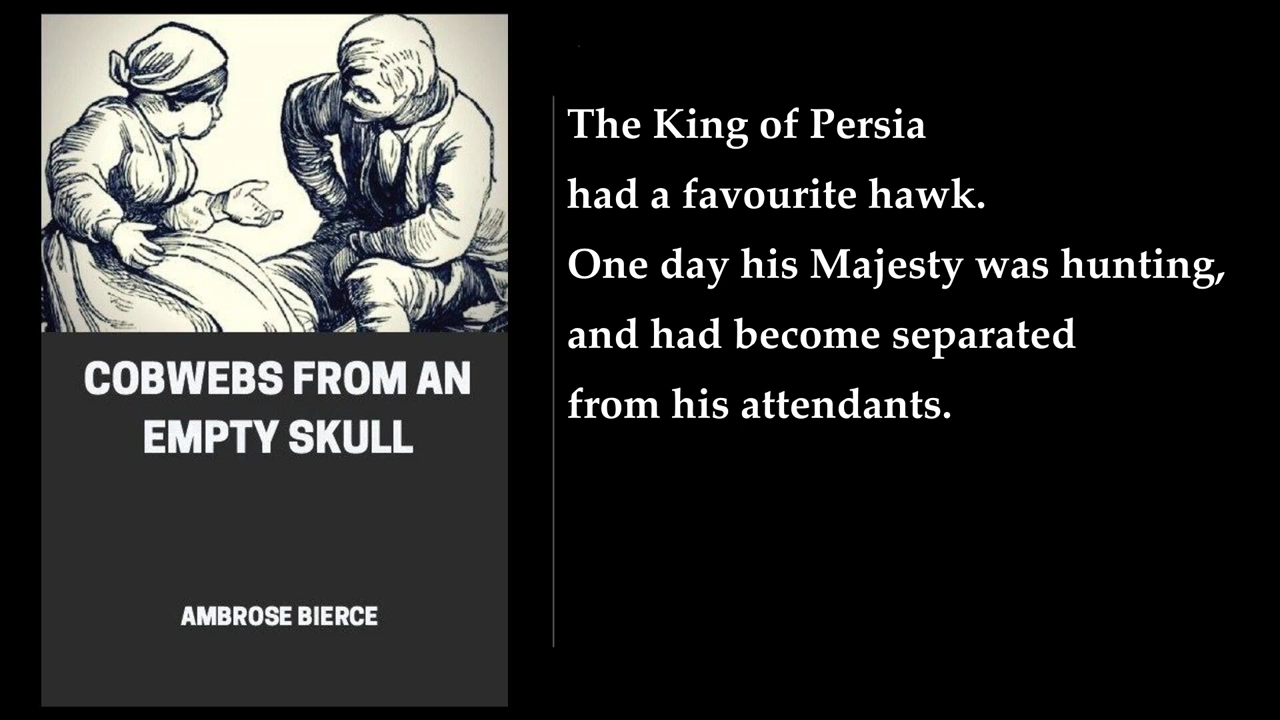 COBWEBS FROM AN
EMPTY SKULL
AMBROSE BIERCE
The King of Persia
had a favourite hawk.
One day his Majesty was hunting,
and had become separated
from his attendants.